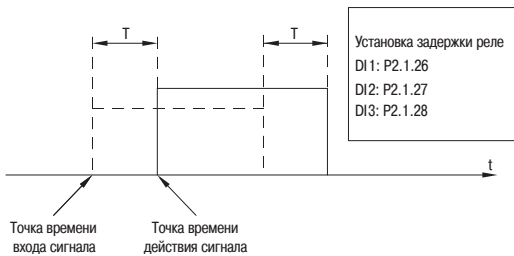 T
T
Установка задержки реле
DI1: P2.1.26
DI2: P2.1.27
DI3: P2.1.28
t
Точка времени
входа сигнала
Точка времени
действия сигнала